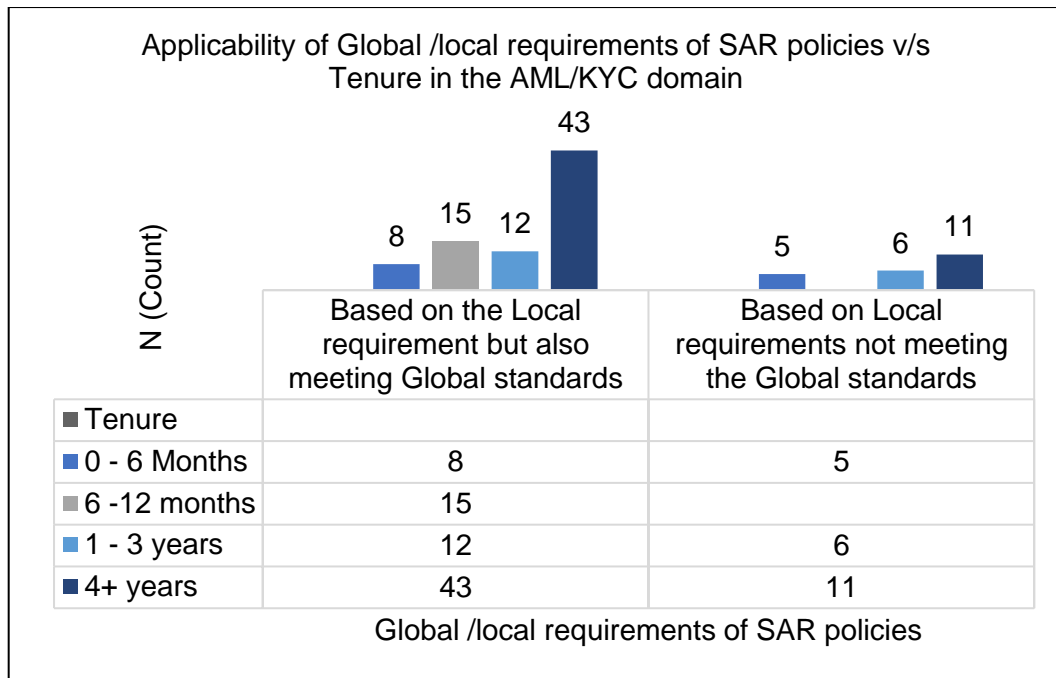 Applicability of Global /local requirements of SAR policies v/s
Tenure in the AML/KYC domain
N (Count)
8
15
12
43
5
6
11
Based on the Local
requirement but also
meeting Global standards
Based on Local
requirements not meeting
the Global standards
Tenure
0 - 6 Months 8 5
6 -12 months 15
1 - 3 years 12 6
4+ years 43 11
Global /local requirements of SAR policies